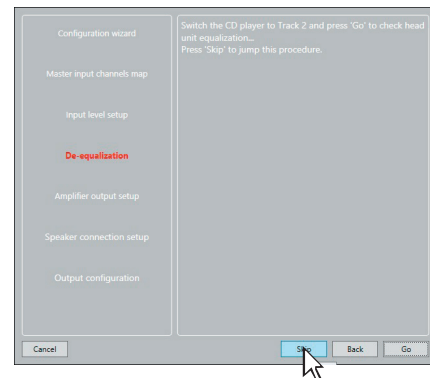 Configuration wizard
Master input channels map
Input level setup
De-equalization
Amplifier output setup
Speaker connection setup
Output configuration
Switch the CD player to Track 2 and press 'Go' to check head
unit equalization...
Press 'Skip' to jump this procedure.
Cancel
Skip
Back
Go